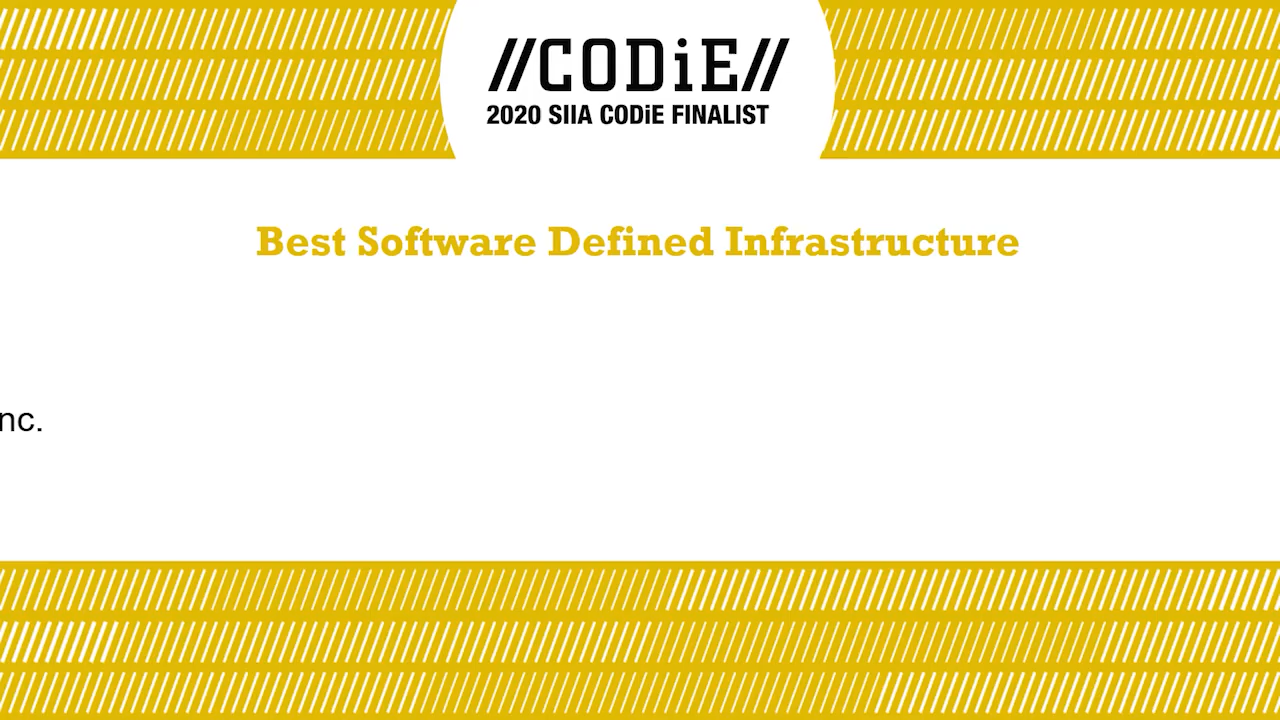 //CODiE//
2020 SIIA CODiE FINALIST
Best Software Defined Infrastructure
nc.